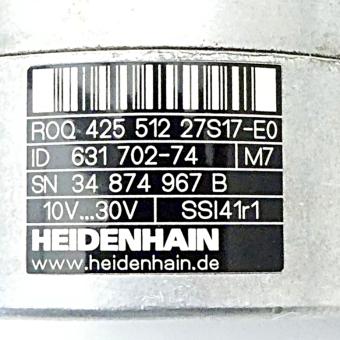 ROQ 425 512 27S17-E0
ID 631 702-74 M7
SN 34 874 967 B
10V...30V SSI41r1
HEIDENHAIN
www.heidenhain.de